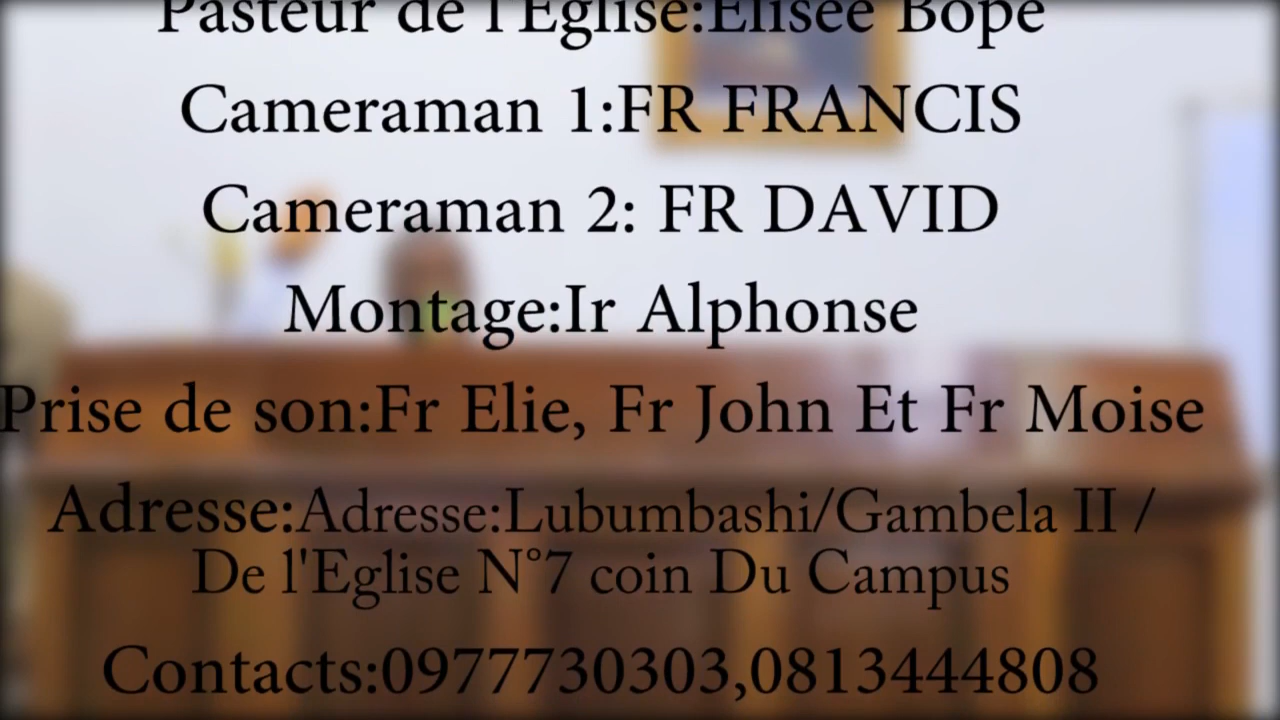 Pasteur de l'Eglise:Elisée Bope
Cameraman 1:FR FRANCIS
Cameraman 2: FR DAVID
Montage:Ir Alphonse
Prise de son:Fr Elie, Fr John Et Fr Moise
Adresse:Adresse:Lubumbashi/Gambela II /
De l'Eglise N°7 coin Du Campus
Contacts:0977730303,0813444808